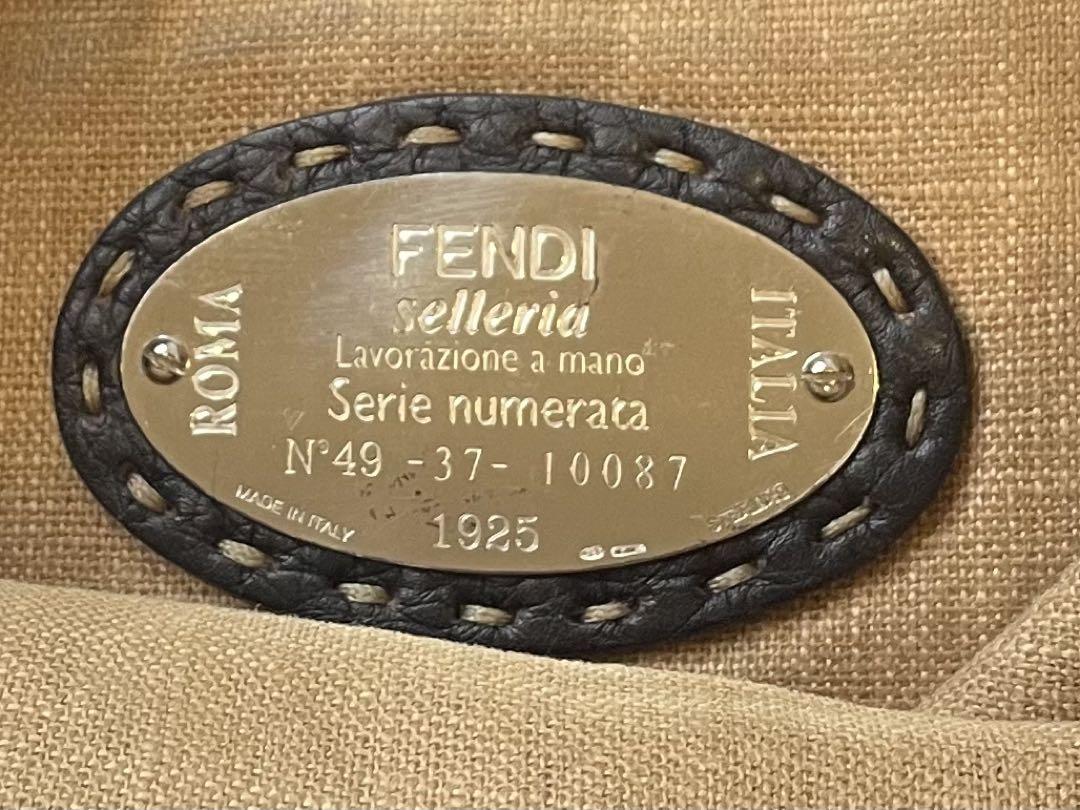 FENDI
selleria
Lavorazione a mano
Serie numerata
N°49 -37- 10087
1925
ROMA
ITALIA
MADE IN ITALY